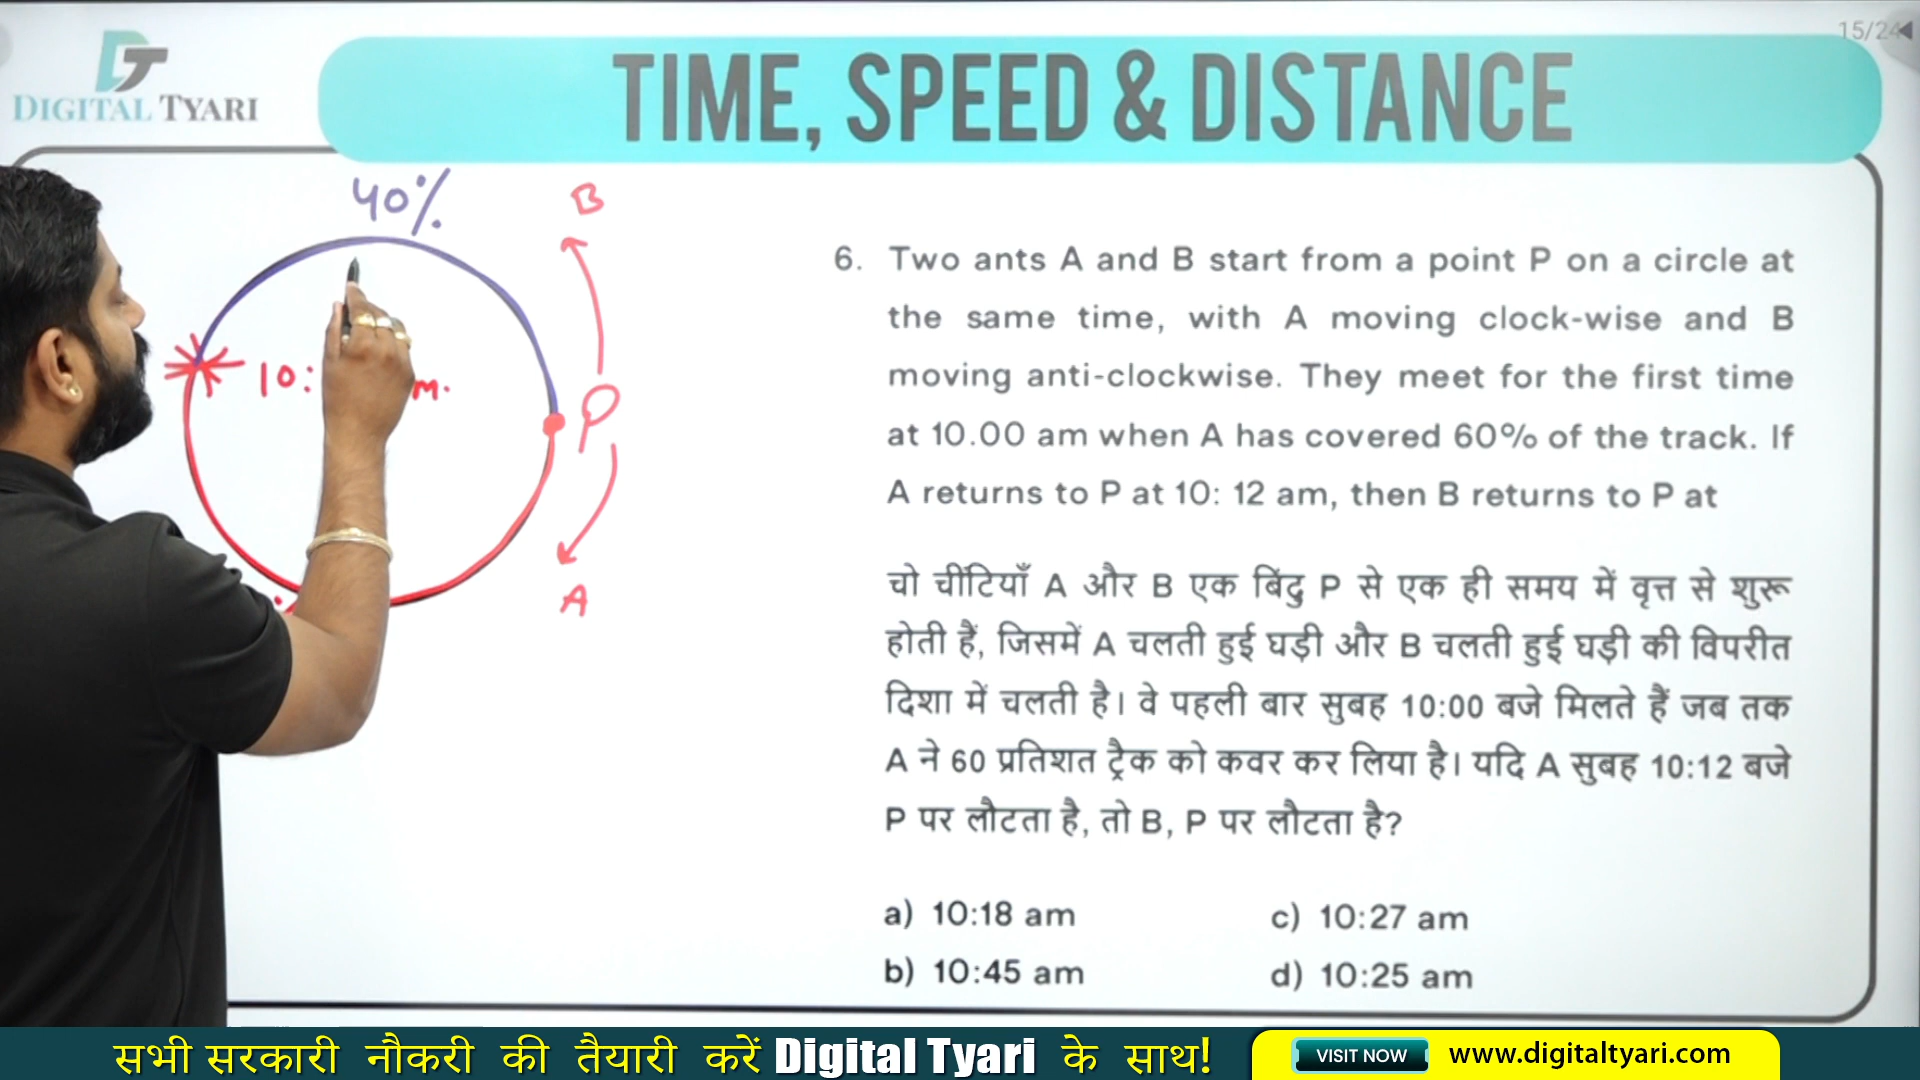 15/24
DIGITAL TYARI
TIME, SPEED & DISTANCE
40%
B
10:
m.
P
A
6. Two ants A and B start from a point P on a circle at
the same time, with A moving clock-wise and B
moving anti-clockwise. They meet for the first time
at 10.00 am when A has covered 60% of the track. If
A returns to P at 10: 12 am, then B returns to P at
चो चींटियाँ A और B एक बिंदु P से एक ही समय में वृत्त से शुरू
होती हैं, जिसमें A चलती हुई घड़ी और B चलती हुई घड़ी की विपरीत
दिशा में चलती है। वे पहली बार सुबह 10:00 बजे मिलते हैं जब तक
A ने 60 प्रतिशत ट्रैक को कवर कर लिया है। यदि A सुबह 10:12 बजे
P पर लौटता है, तो B, P पर लौटता है?
a) 10:18 am c) 10:27 am
b) 10:45 am d) 10:25 am
सभी सरकारी नौकरी की तैयारी करें Digital Tyari के साथ!
VISIT NOW www.digitaltyari.com